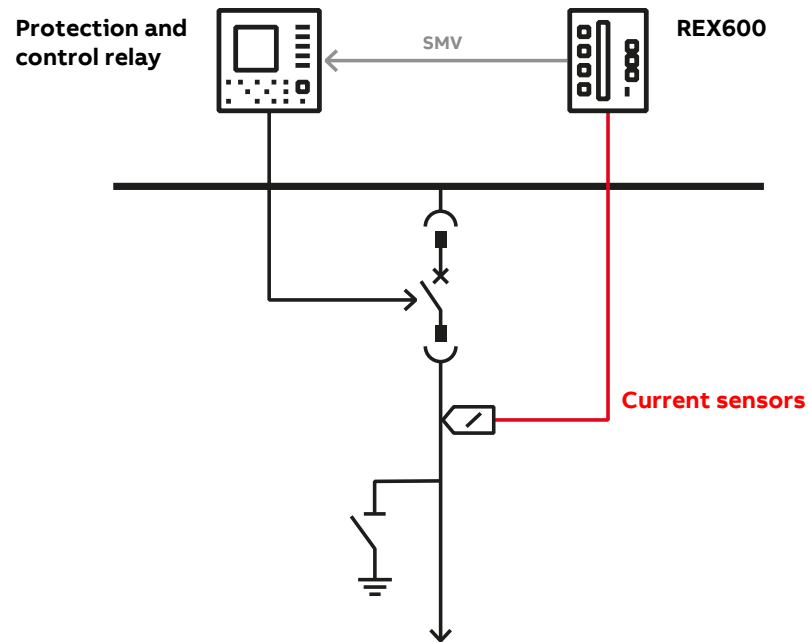 Protection and
control relay
SMV
REX600
Current sensors